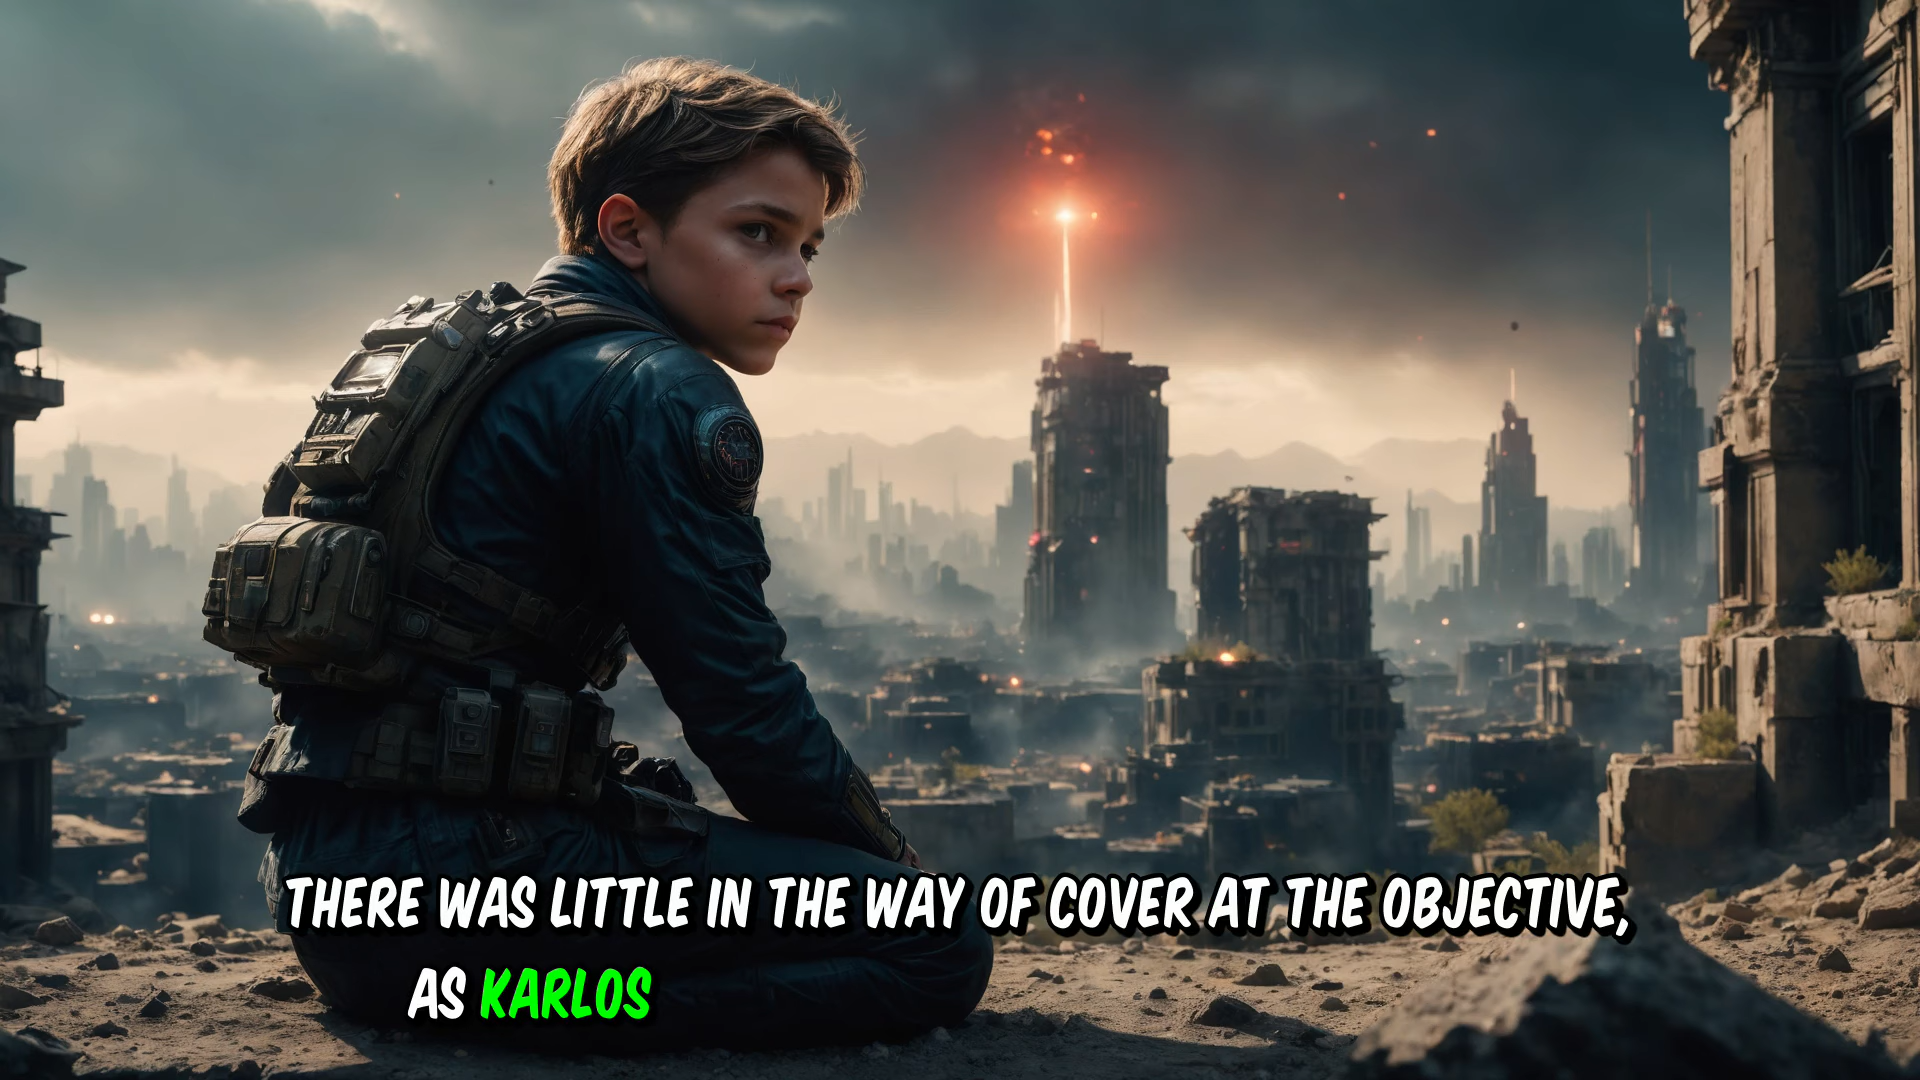 THERE WAS LITTLE IN THE WAY OF COVER AT THE OBJECTIVE,
AS KARLOS